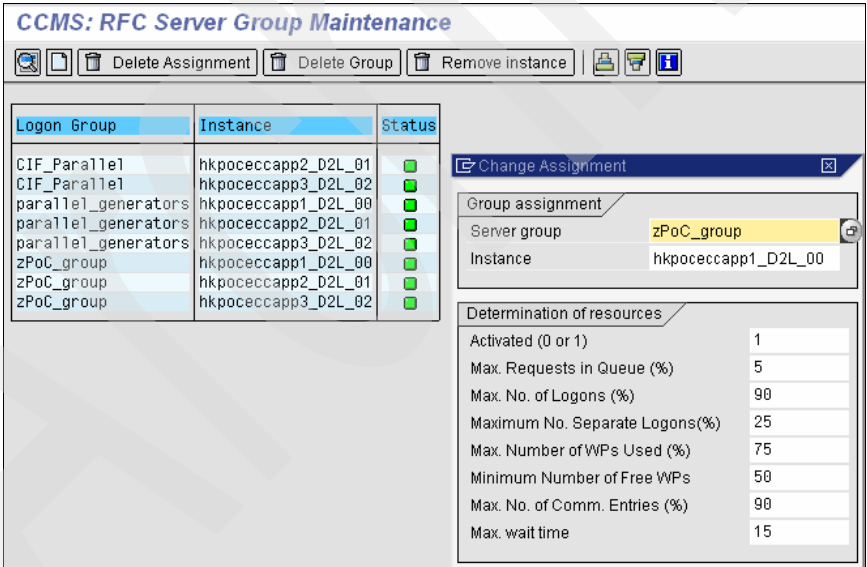 CCMS: RFC Server Group Maintenance
Delete Assignment Delete Group Remove instance
Logon Group Instance Status
CIF_Parallel hkpoceccapp2_D2L_01
CIF_Parallel hkpoceccapp3_D2L_02
parallel_generators hkpoceccapp1_D2L_00
parallel_generators hkpoceccapp2_D2L_01
parallel_generators hkpoceccapp3_D2L_02
zPoC_group hkpoceccapp1_D2L_00
zPoC_group hkpoceccapp2_D2L_01
zPoC_group hkpoceccapp3_D2L_02
Change Assignment
Group assignment
Server group zPoC_group
Instance hkpoceccapp1_D2L_00
Determination of resources
Activated (0 or 1) 1
Max. Requests in Queue (%) 5
Max. No. of Logons (%) 90
Maximum No. Separate Logons(%) 25
Max. Number of WPs Used (%) 75
Minimum Number of Free WPs 50
Max. No. of Comm. Entries (%) 90
Max. wait time 15